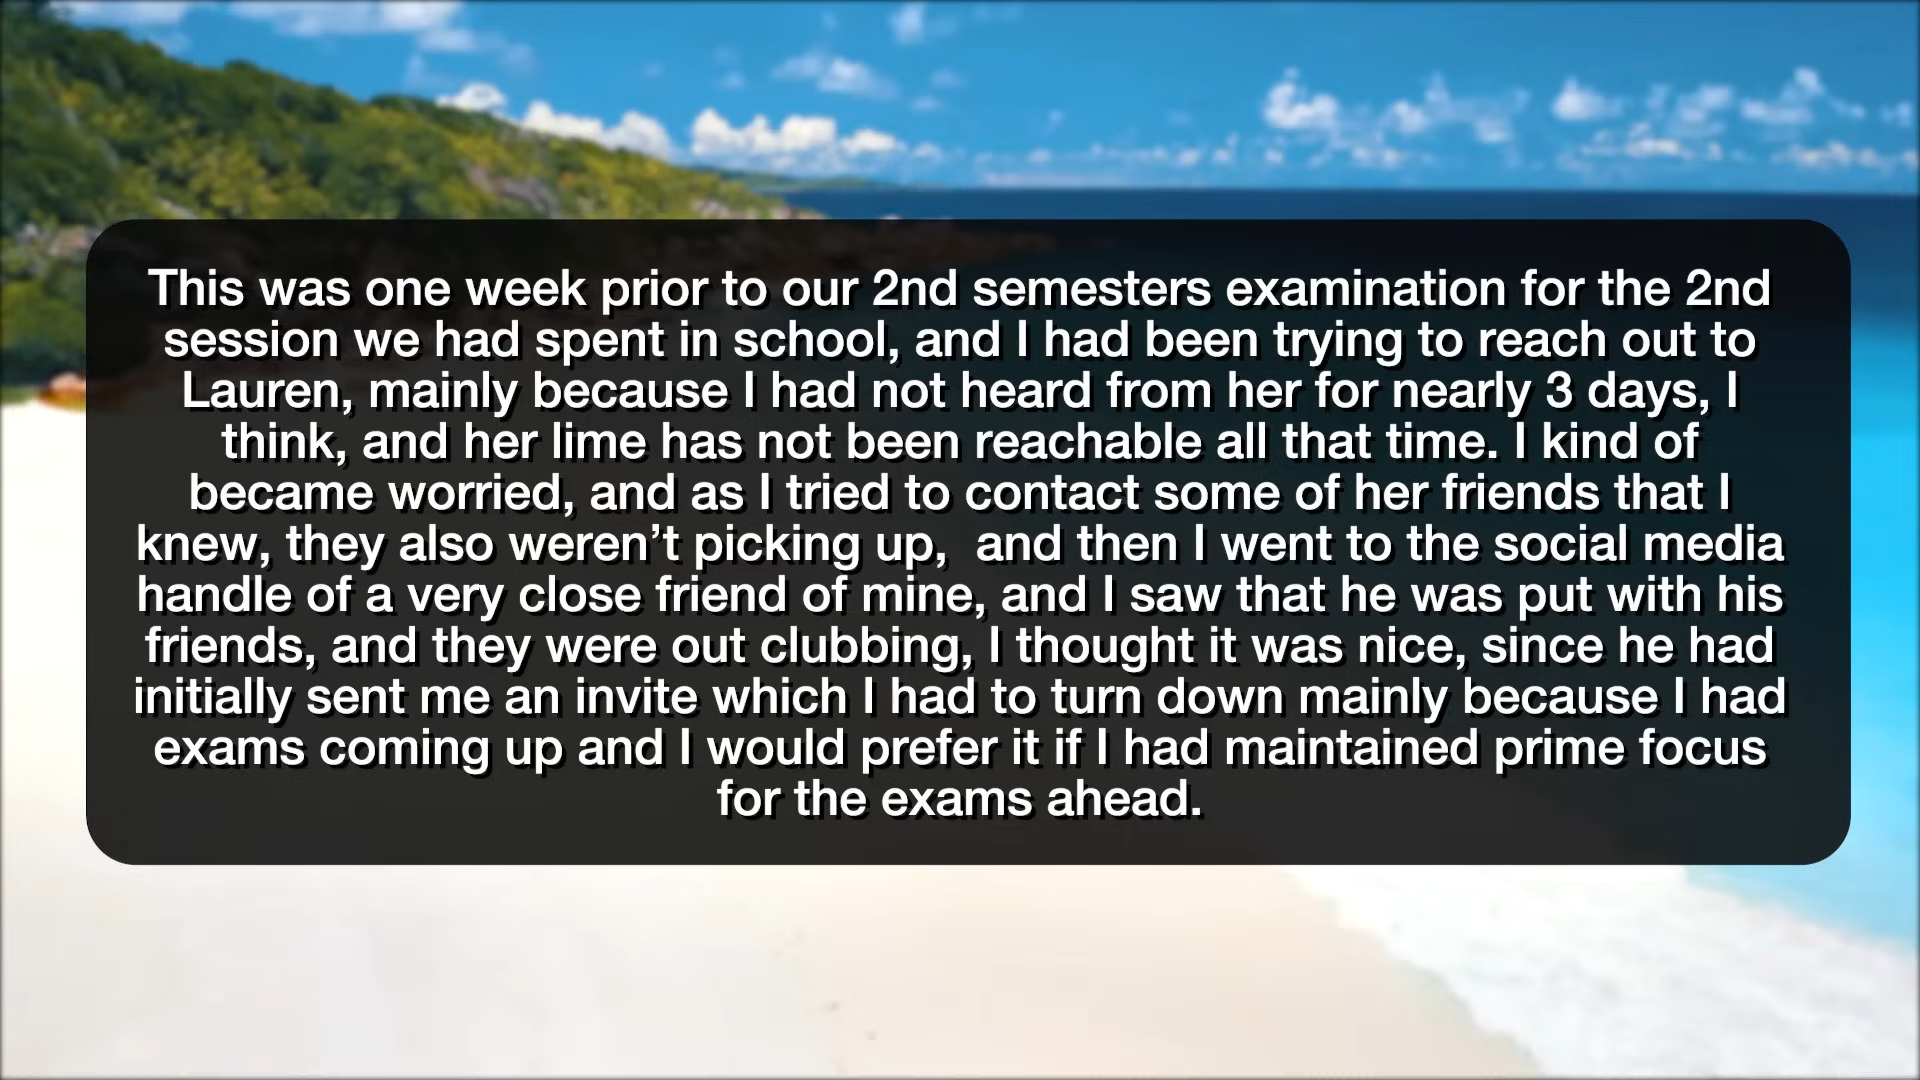 This was one week prior to our 2nd semesters examination for the 2nd
session we had spent in school, and I had been trying to reach out to
Lauren, mainly because I had not heard from her for nearly 3 days, I
think, and her lime has not been reachable all that time. I kind of
became worried, and as I tried to contact some of her friends that I
knew, they also weren’t picking up,  and then I went to the social media
handle of a very close friend of mine, and I saw that he was put with his
friends, and they were out clubbing, I thought it was nice, since he had
initially sent me an invite which I had to turn down mainly because I had
exams coming up and I would prefer it if I had maintained prime focus
for the exams ahead.